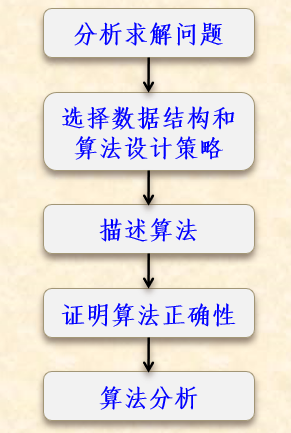 分析求解问题
选择数据结构和
算法设计策略
描述算法
证明算法正确性
算法分析